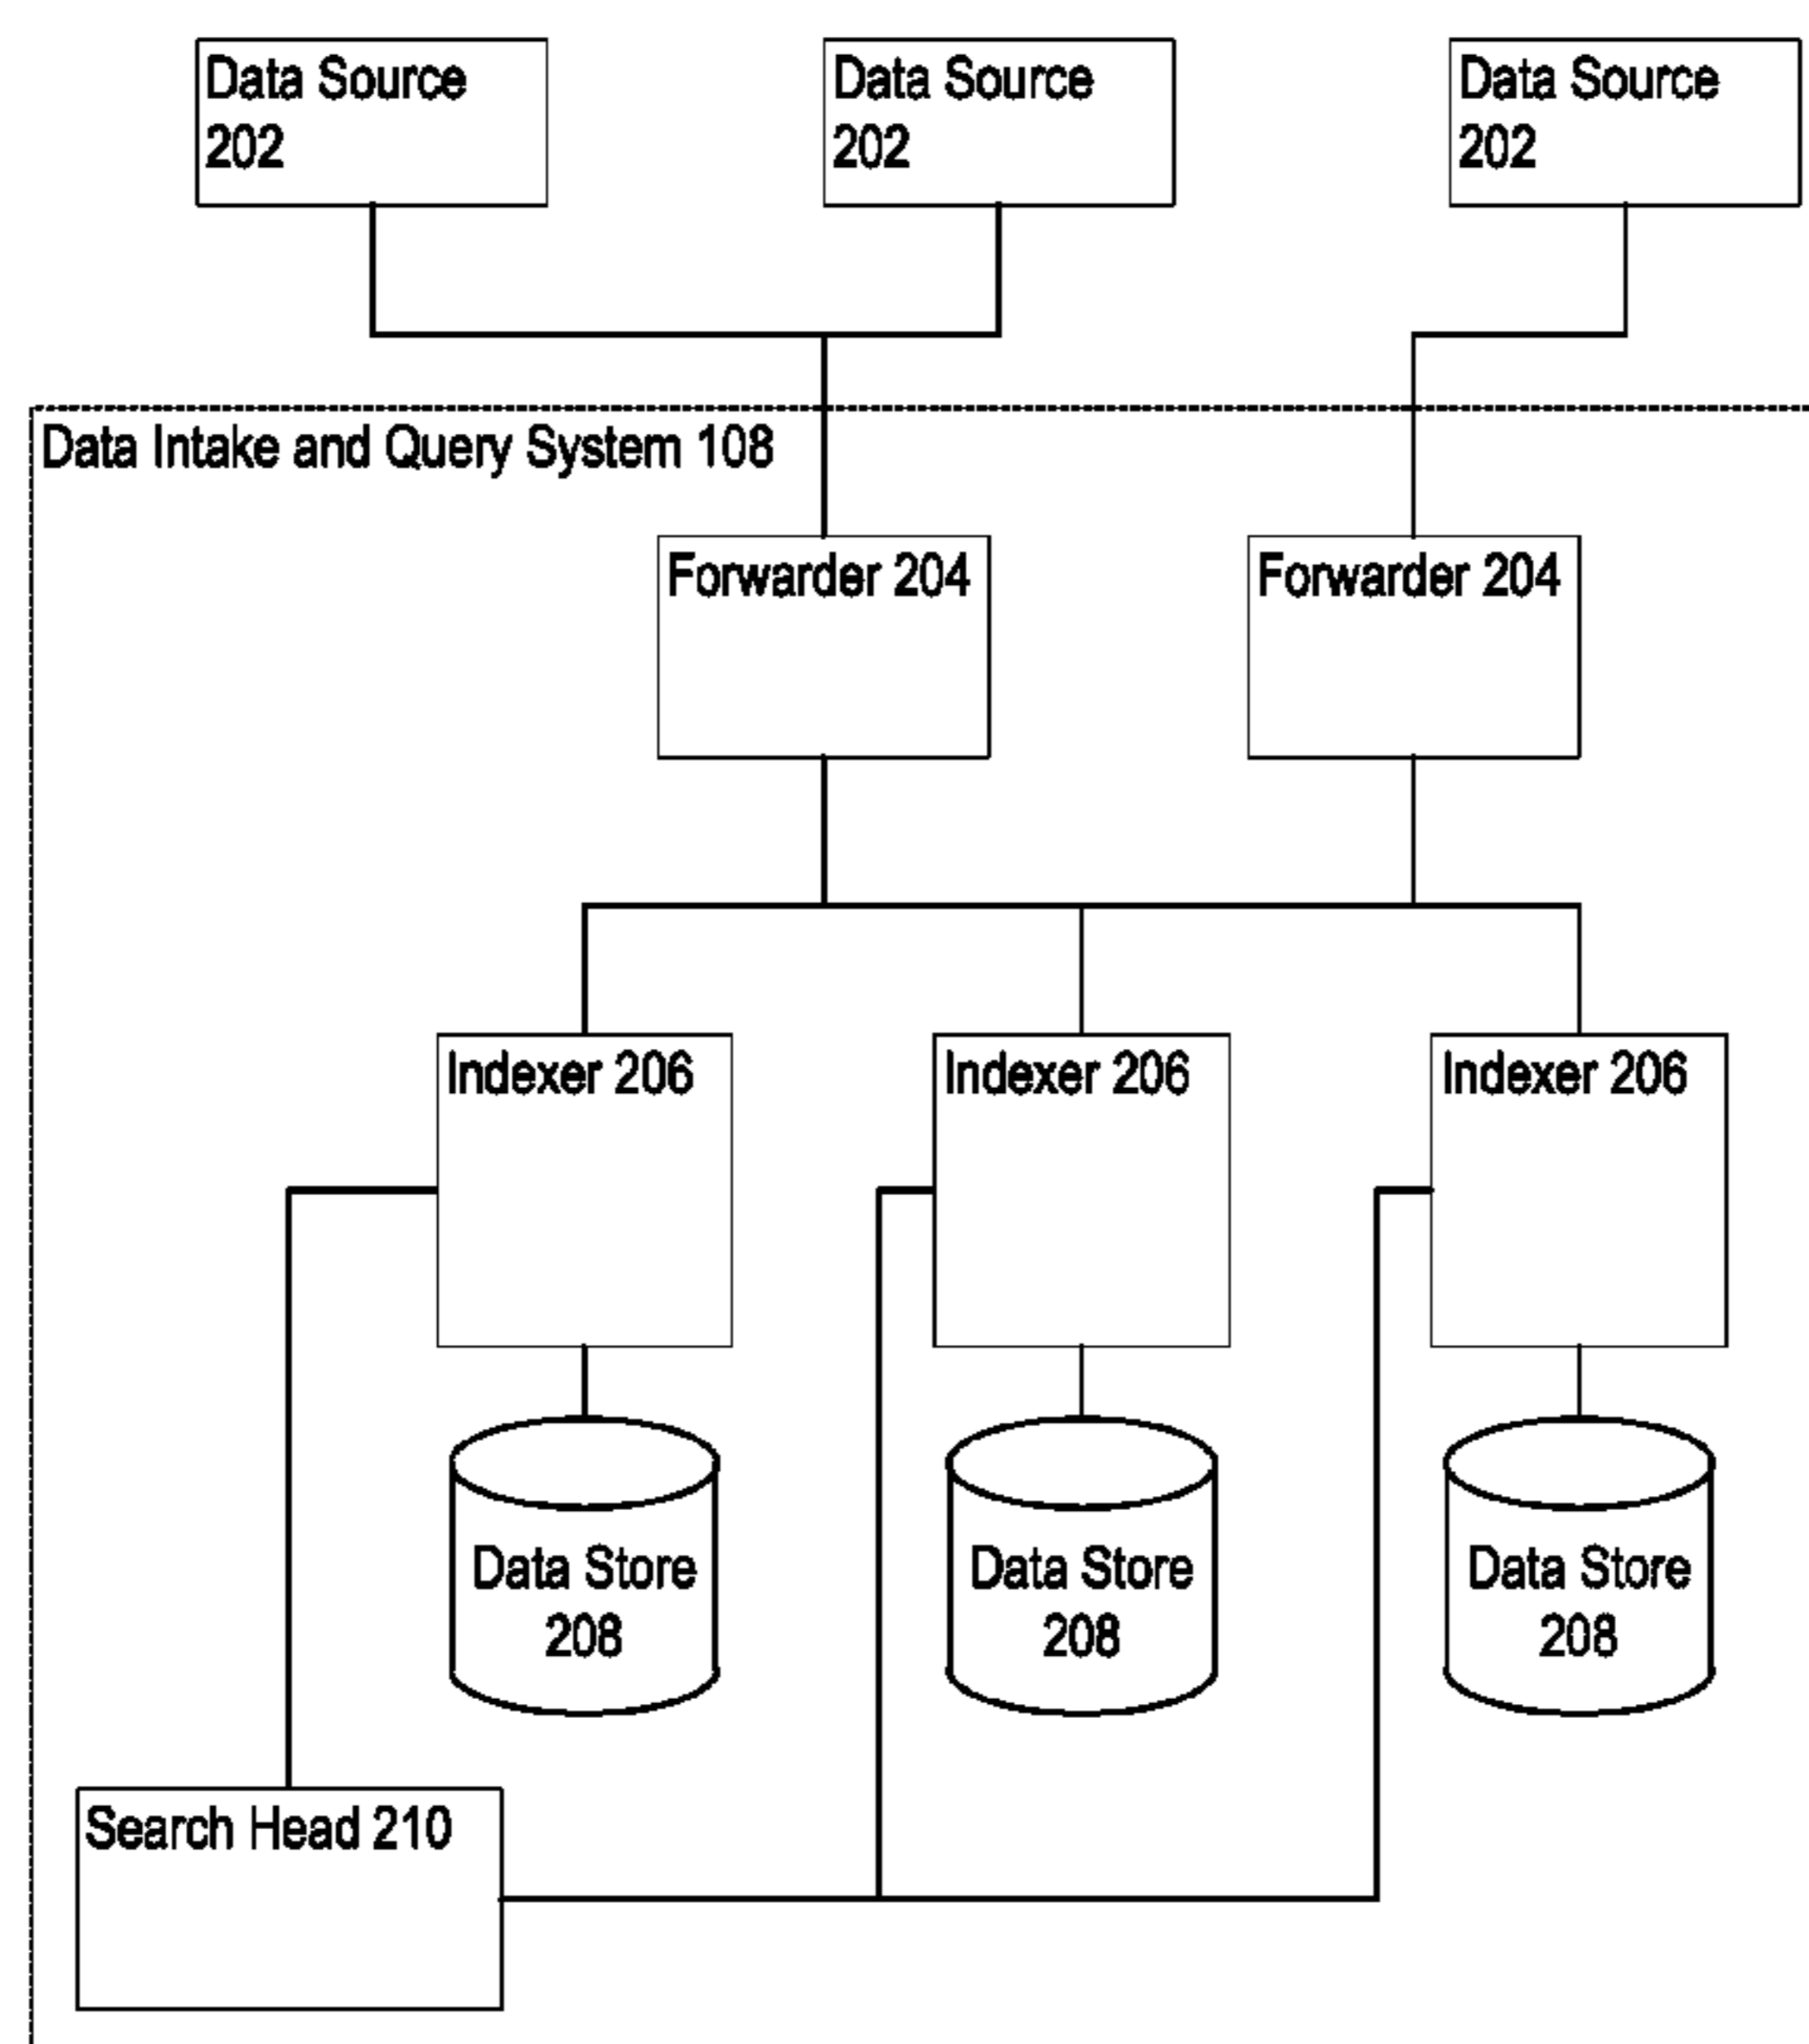 Data Source
202
Data Source
202
Data Source
202
Data Intake and Query System 108
Forwarder 204
Forwarder 204
Indexer 206
Indexer 206
Indexer 206
Data Store
208
Data Store
208
Data Store
208
Search Head 210